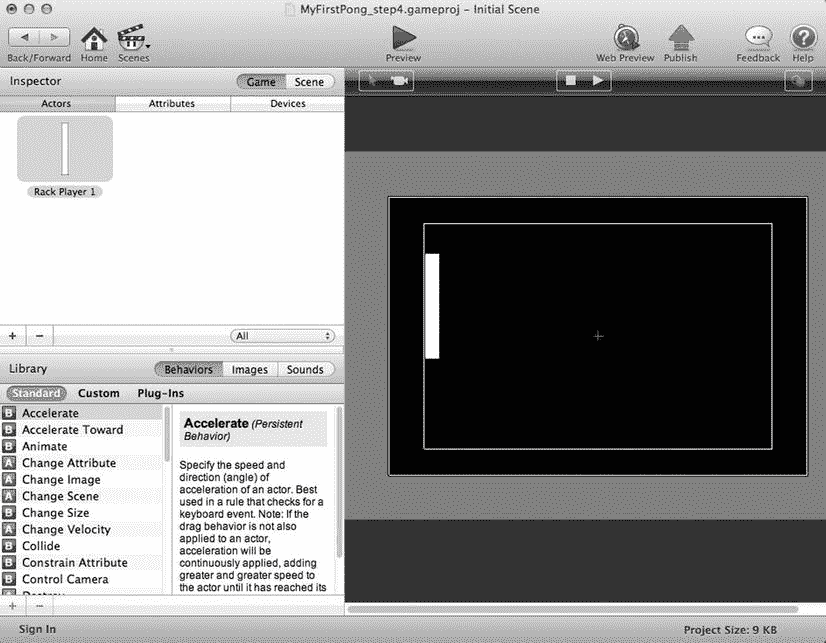 MyFirstPong_step4.gameproj – Initial Scene
Back/Forward Home Scenes Preview Web Preview Publish Feedback Help
Inspector Game Scene
Actors Attributes Devices
Rack Player 1
+ − All
Library Behaviors Images Sounds
Standard Custom Plug-Ins
B Accelerate
B Accelerate Toward
B Animate
A Change Attribute
A Change Image
A Change Scene
B Change Size
A Change Velocity
B Collide
B Constrain Attribute
B Control Camera
Accelerate (Persistent
Behavior)
Specify the speed and
direction (angle) of
acceleration of an actor. Best
used in a rule that checks for a
keyboard event. Note: If the
drag behavior is not also
applied to an actor,
acceleration will be
continuously applied, adding
greater and greater speed to
the actor until it has reached its
+ −
Sign In Project Size: 9 KB